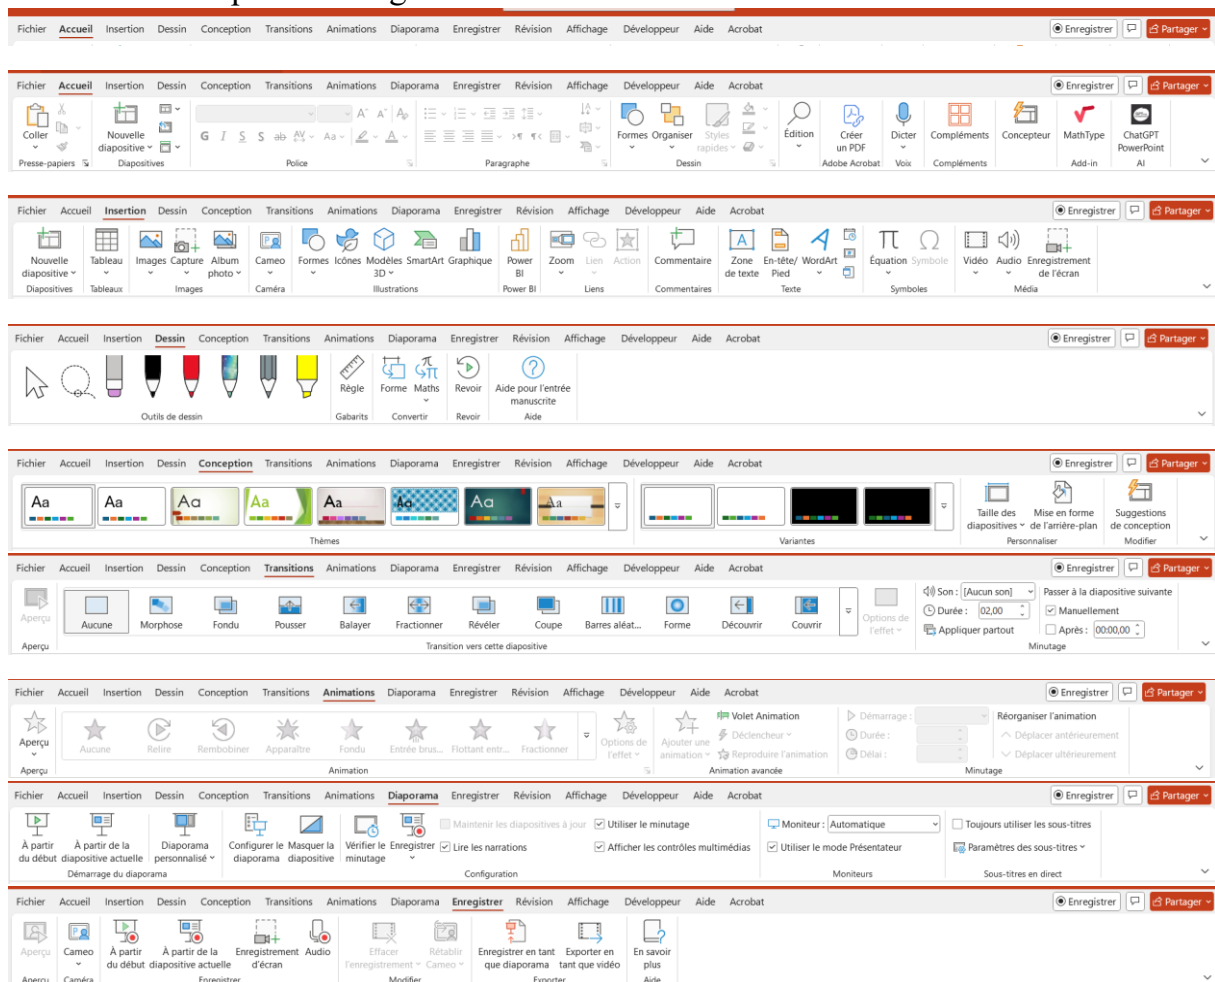 Fichier Accueil Insertion Dessin Conception Transitions Animations Diaporama Enregistrer Révision Affichage Développeur Aide Acrobat Enregistrer Partager
Fichier Accueil Insertion Dessin Conception Transitions Animations Diaporama Enregistrer Révision Affichage Développeur Aide Acrobat Enregistrer Partager
Coller Nouvelle diapositive G I S S ab AV Aa A Formes Organiser Styles rapides Édition Créer un PDF Dicter Compléments Concepteur MathType ChatGPT PowerPoint
Presse-papiers Diapositives Police Paragraphe Dessin Adobe Acrobat Voix Compléments Add-in AI
Fichier Accueil Insertion Dessin Conception Transitions Animations Diaporama Enregistrer Révision Affichage Développeur Aide Acrobat Enregistrer Partager
Nouvelle diapositive Tableau Images Capture Album photo Cameo Formes Icônes Modèles 3D SmartArt Graphique Power BI Zoom Lien Action Commentaire Zone de texte En-tête/ Pied WordArt Équation Symbole Vidéo Audio Enregistrement de l'écran
Diapositives Tableaux Images Caméra Illustrations Power BI Liens Commentaires Texte Symboles Média
Fichier Accueil Insertion Dessin Conception Transitions Animations Diaporama Enregistrer Révision Affichage Développeur Aide Acrobat Enregistrer Partager
Règle Forme Maths Revoir Aide pour l'entrée manuscrite
Outils de dessin Gabarits Convertir Revoir Aide
Fichier Accueil Insertion Dessin Conception Transitions Animations Diaporama Enregistrer Révision Affichage Développeur Aide Acrobat Enregistrer Partager
Aa Aa Aa Aa Aa Aa Aa Aa Taille des diapositives Mise en forme de l'arrière-plan Suggestions de conception
Thèmes Variantes Personnaliser Modifier
Fichier Accueil Insertion Dessin Conception Transitions Animations Diaporama Enregistrer Révision Affichage Développeur Aide Acrobat Enregistrer Partager
Son : [Aucun son] Passer à la diapositive suivante
Aperçu Aucune Morphose Fondu Pousser Balayer Fractionner Révéler Coupe Barres aléat... Forme Découvrir Couvrir Options de l'effet Durée : 02,00 Manuellement
Appliquer partout Après : 00:00,00
Aperçu Transition vers cette diapositive Minutage
Fichier Accueil Insertion Dessin Conception Transitions Animations Diaporama Enregistrer Révision Affichage Développeur Aide Acrobat Enregistrer Partager
Volet Animation Démarrage : Réorganiser l'animation
Aperçu Aucune Relire Rembobiner Apparaître Fondu Entrée brus... Flottant entr... Fractionner Options de l'effet Ajouter une animation Déclencheur Durée : Déplacer antérieurement
Reproduire l'animation Délai : Déplacer ultérieurement
Aperçu Animation Animation avancée Minutage
Fichier Accueil Insertion Dessin Conception Transitions Animations Diaporama Enregistrer Révision Affichage Développeur Aide Acrobat Enregistrer Partager
Maintenir les diapositives à jour Utiliser le minutage Moniteur : Automatique Toujours utiliser les sous-titres
À partir du début À partir de la diapositive actuelle Diaporama personnalisé Configurer le diaporama Masquer la diapositive Vérifier le minutage Enregistrer Lire les narrations Afficher les contrôles multimédias Utiliser le mode Présentateur Paramètres des sous-titres
Démarrage du diaporama Configuration Moniteurs Sous-titres en direct
Fichier Accueil Insertion Dessin Conception Transitions Animations Diaporama Enregistrer Révision Affichage Développeur Aide Acrobat Enregistrer Partager
Aperçu Cameo À partir du début À partir de la diapositive actuelle Enregistrement d'écran Audio Effacer l'enregistrement Rétablir Cameo Enregistrer en tant que diaporama Exporter en tant que vidéo En savoir plus
Aperçu Caméra Enregistrer Modifier Exporter Aide